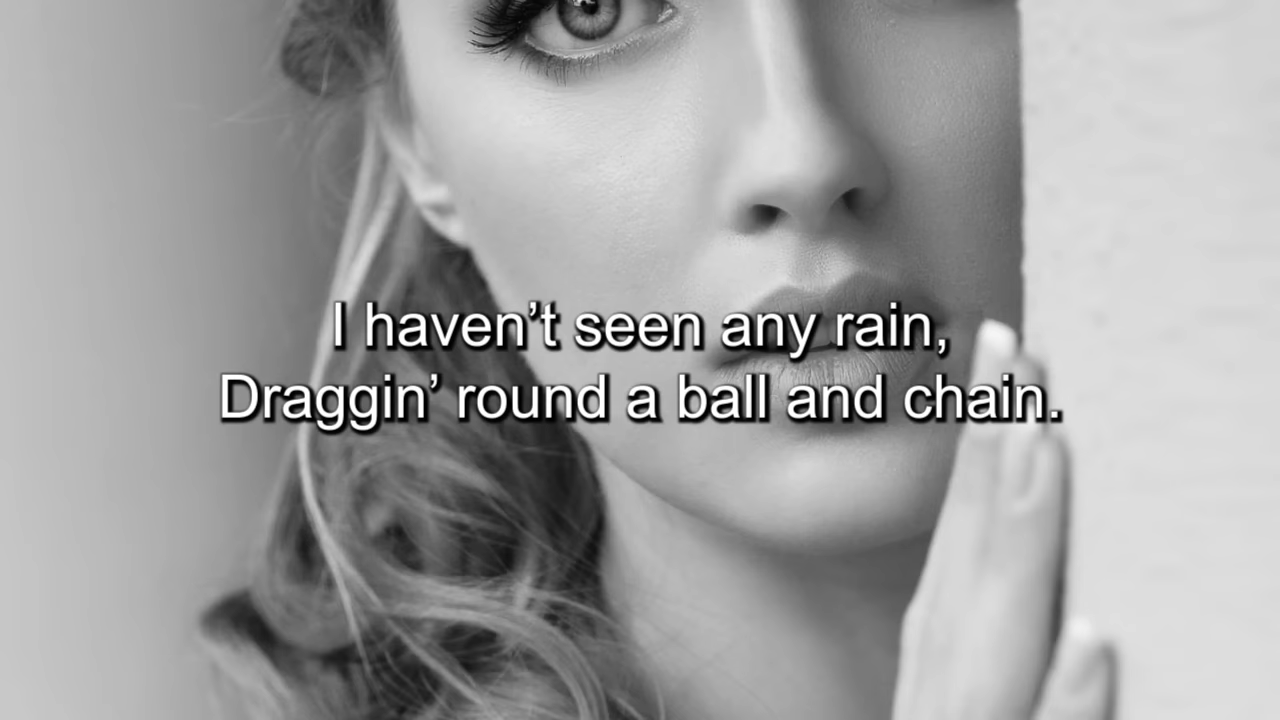 I haven’t seen any rain,
Draggin’ round a ball and chain.